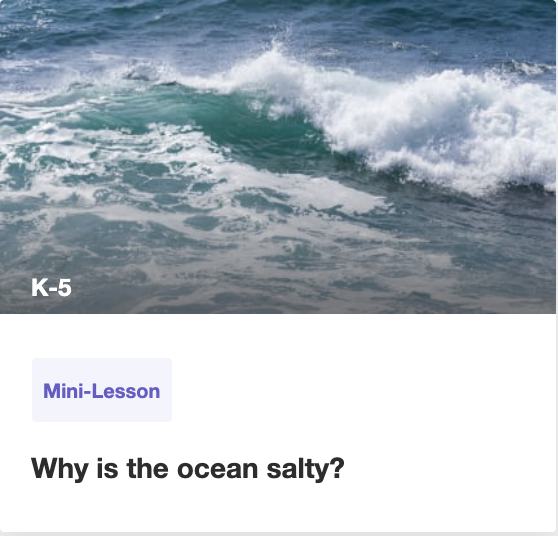 K-5
Mini-Lesson
Why is the ocean salty?